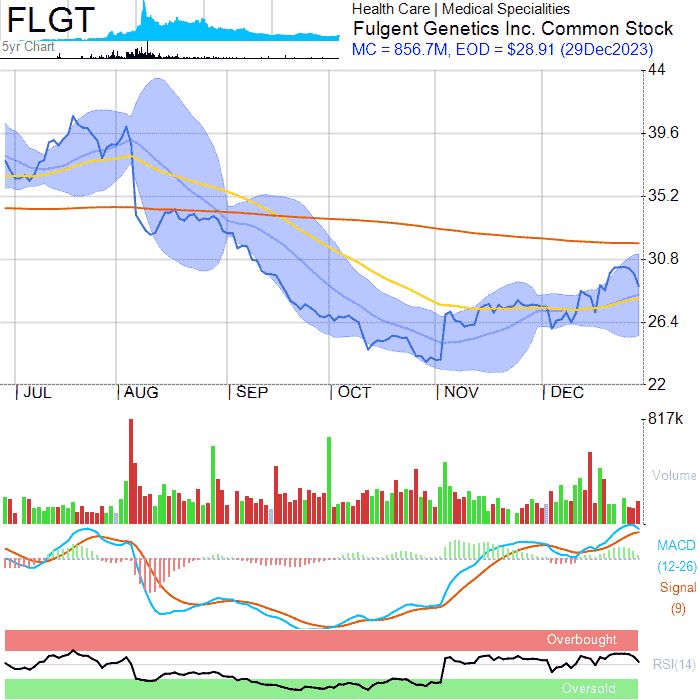 FLGT
5yr Chart
Health Care | Medical Specialities
Fulgent Genetics Inc. Common Stock
MC = 856.7M, EOD = $28.91 (29Dec2023)
44
39.6
35.2
30.8
26.4
22
JUL AUG SEP OCT NOV DEC
817k
Volume
MACD
(12-26)
Signal
(9)
Overbought
RSI(14)
Oversold